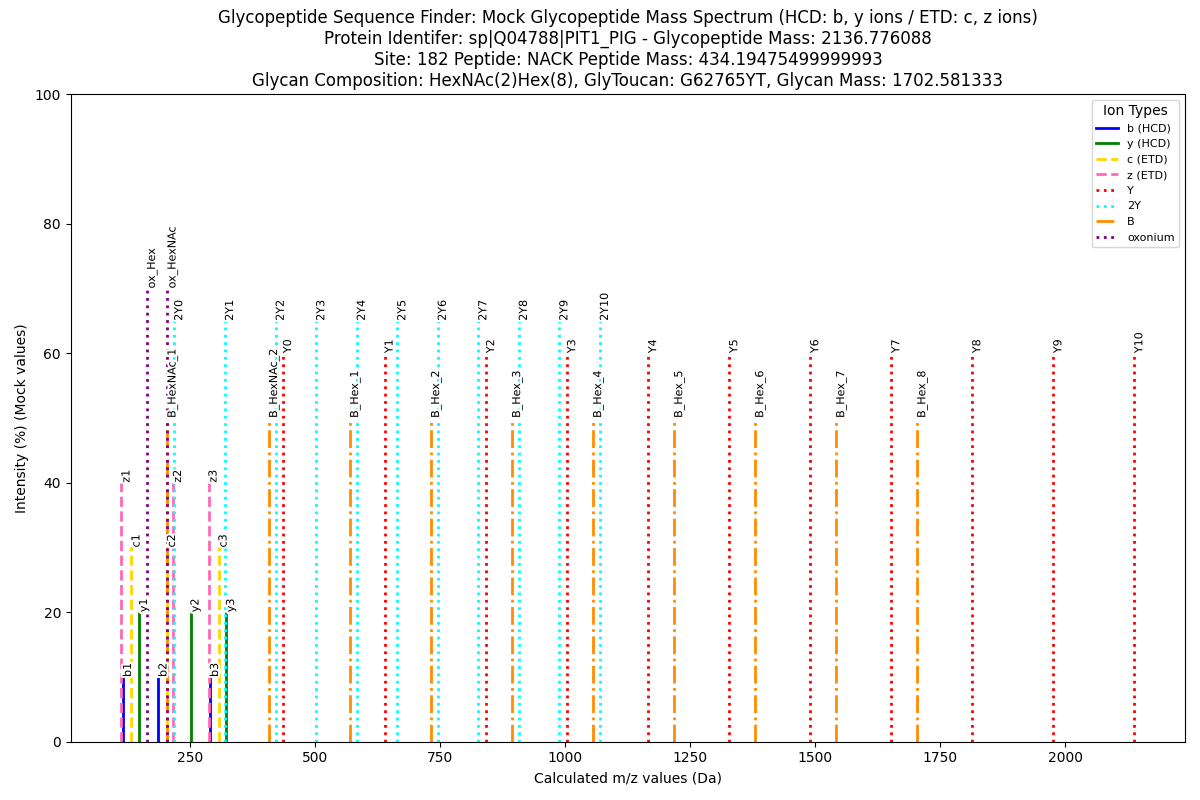 Glycopeptide Sequence Finder: Mock Glycopeptide Mass Spectrum (HCD: b, y ions / ETD: c, z ions)
Protein Identifer: sp|Q04788|PIT1_PIG - Glycopeptide Mass: 2136.776088
Site: 182 Peptide: NACK Peptide Mass: 434.19475499999993
Glycan Composition: HexNAc(2)Hex(8), GlyToucan: G62765YT, Glycan Mass: 1702.581333
Intensity (%) (Mock values)
100
80
60
40
20
0
Ion Types
b (HCD)
y (HCD)
c (ETD)
z (ETD)
Y
2Y
B
oxonium
ox_Hex
ox_HexNAc
2Y0
2Y1
2Y2
2Y3
2Y4
2Y5
2Y6
2Y7
2Y8
2Y9
2Y10
Y0
Y1
Y2
Y3
Y4
Y5
Y6
Y7
Y8
Y9
Y10
B_HexNAc_1
B_HexNAc_2
B_Hex_1
B_Hex_2
B_Hex_3
B_Hex_4
B_Hex_5
B_Hex_6
B_Hex_7
B_Hex_8
z1
z2
z3
c1
c2
c3
y1
y2
y3
b1
b2
b3
250
500
750
1000
1250
1500
1750
2000
Calculated m/z values (Da)